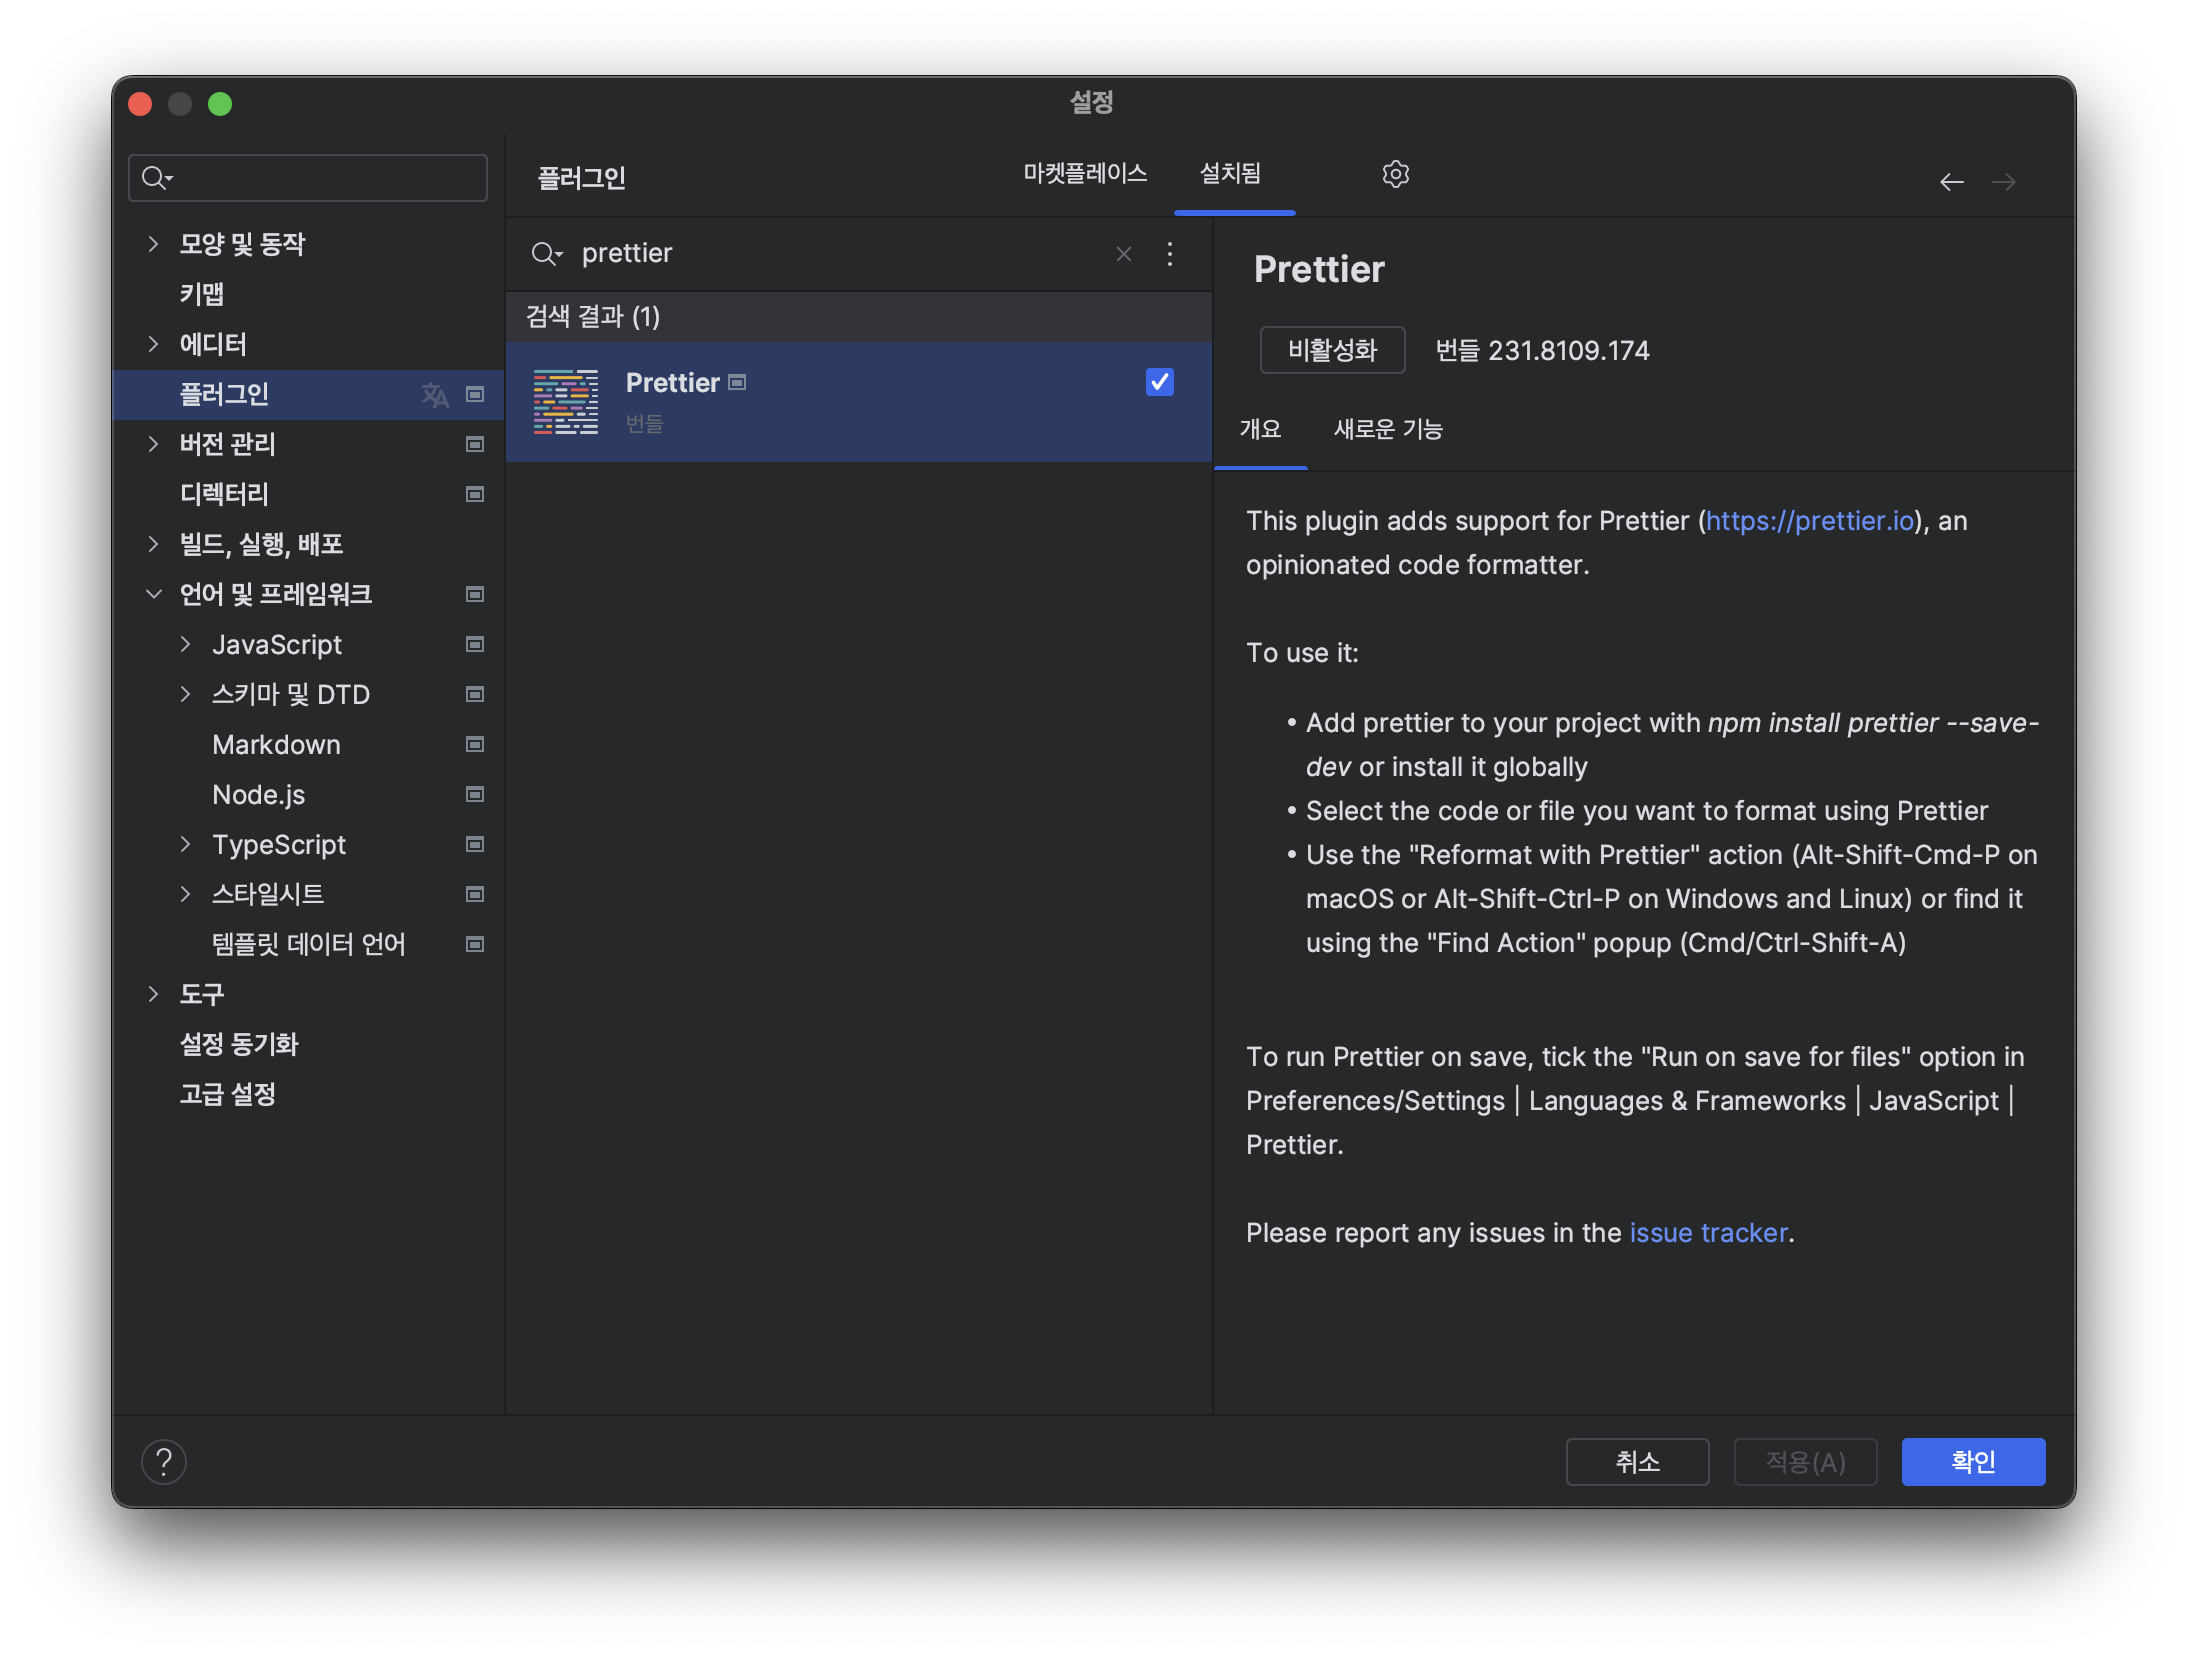 설정
모양 및 동작
키맵
에디터
플러그인
버전 관리
디렉터리
빌드, 실행, 배포
언어 및 프레임워크
JavaScript
스키마 및 DTD
Markdown
Node.js
TypeScript
스타일시트
템플릿 데이터 언어
도구
설정 동기화
고급 설정
플러그인
마켓플레이스
설치됨
prettier
검색 결과 (1)
Prettier
번들
Prettier
비활성화
번들 231.8109.174
개요
새로운 기능
This plugin adds support for Prettier (https://prettier.io), an
opinionated code formatter.
To use it:
• Add prettier to your project with npm install prettier --save-
dev or install it globally
• Select the code or file you want to format using Prettier
• Use the "Reformat with Prettier" action (Alt-Shift-Cmd-P on
macOS or Alt-Shift-Ctrl-P on Windows and Linux) or find it
using the "Find Action" popup (Cmd/Ctrl-Shift-A)
To run Prettier on save, tick the "Run on save for files" option in
Preferences/Settings | Languages & Frameworks | JavaScript |
Prettier.
Please report any issues in the issue tracker.
?
취소
적용(A)
확인